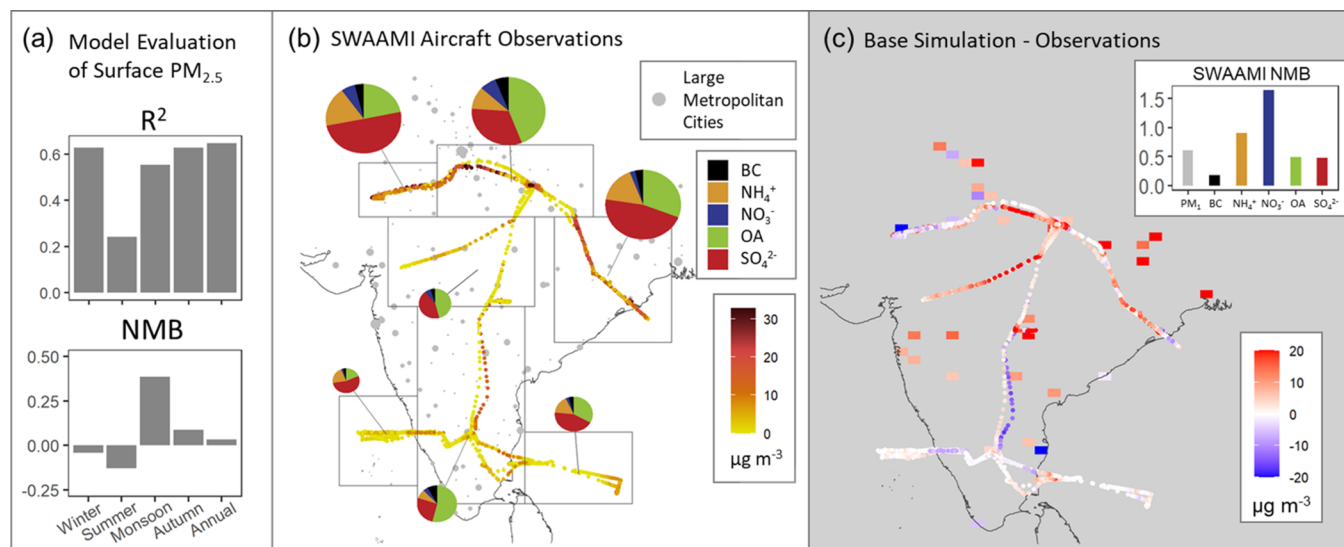 (a) Model Evaluation
of Surface PM2.5
R2
0.6
0.4
0.2
0.0
NMB
0.50
0.25
0.00
-0.25
Winter
Summer
Monsoon
Autumn
Annual
(b) SWAAMI Aircraft Observations
Large
Metropolitan
Cities
BC
NH4+
NO3-
OA
SO42-
30
20
10
0
μg m-3
(c) Base Simulation - Observations
SWAAMI NMB
1.5
1.0
0.5
0.0
PM1 BC NH4+ NO3- OA SO42-
20
10
0
-10
-20
μg m-3